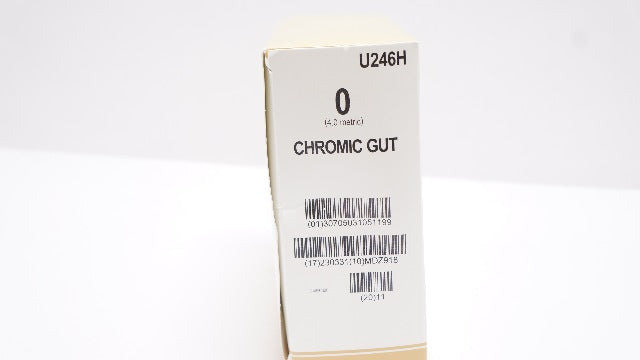 U246H
0
(4.0 metric)
CHROMIC GUT
(01)30705031051199
(17)230331(10)MDZ918
(20)11